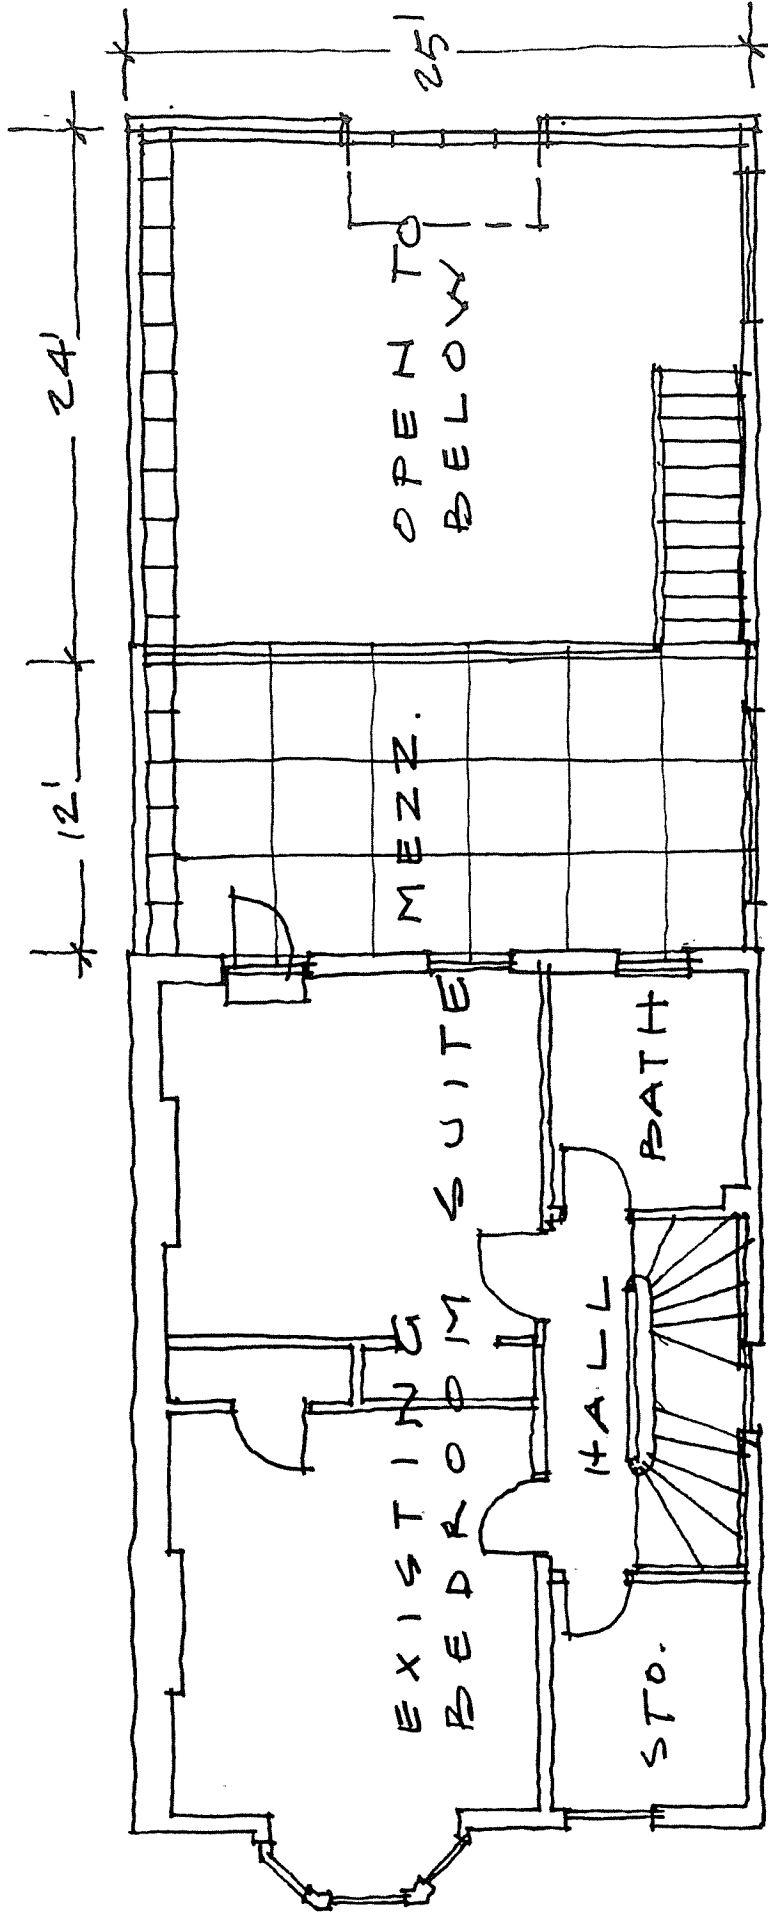 12'
24'
25'
EXISTING
BEDROOM SUITE
MEZZ.
OPEN TO
BELOW
STO.
HALL
BATH